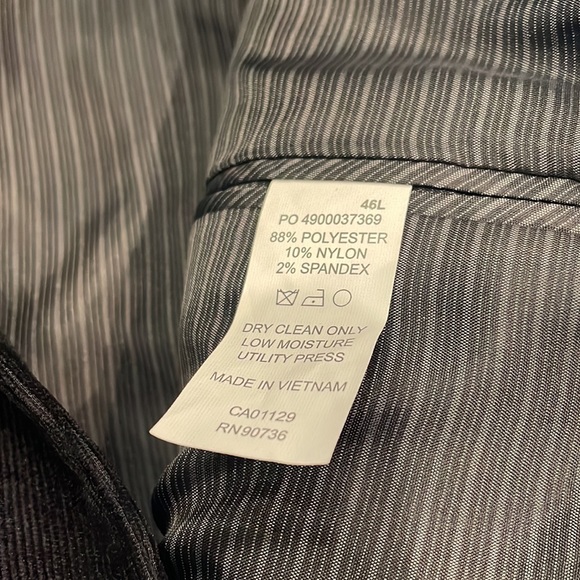 46L
PO 4900037369
88% POLYESTER
10% NYLON
2% SPANDEX
DRY CLEAN ONLY
LOW MOISTURE
UTILITY PRESS
MADE IN VIETNAM
CA01129
RN90736